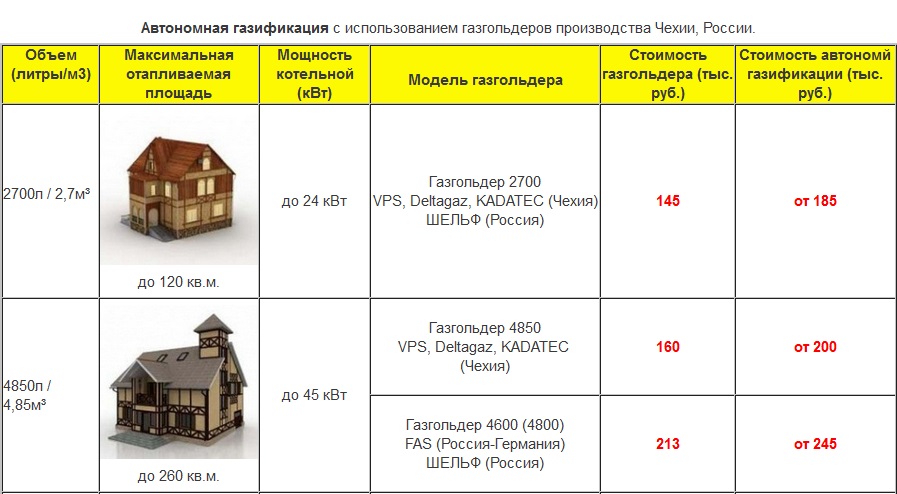 Автономная газификация с использованием газгольдеров производства Чехии, России.
Объем
(литры/м3)
Максимальная
отапливаемая
площадь
Мощность
котельной
(кВт)
Модель газгольдера
Стоимость
газгольдера (тыс.
руб.)
Стоимость автономй
газификации (тыс.
руб.)
2700л / 2,7м³
до 120 кв.м.
до 24 кВт
Газгольдер 2700
VPS, Deltagaz, KADATEC (Чехия)
ШЕЛЬФ (Россия)
145
от 185
4850л /
4,85м³
до 260 кв.м.
до 45 кВт
Газгольдер 4850
VPS, Deltagaz, KADATEC
(Чехия)
160
от 200
Газгольдер 4600 (4800)
FAS (Россия-Германия)
ШЕЛЬФ (Россия)
213
от 245